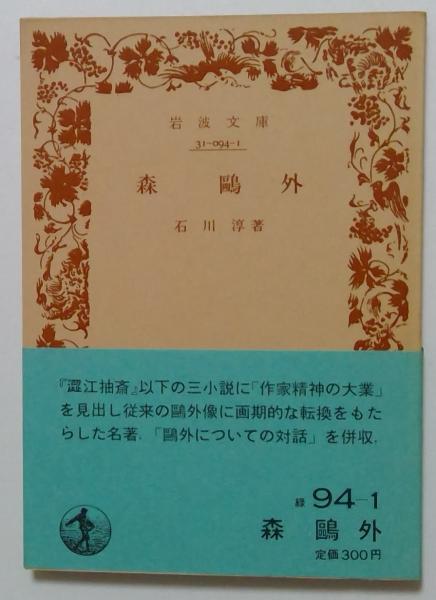 岩波文庫
31-094-1
森 鷗 外
石川 淳著
『澀江抽斎』以下の三小説に「作家精神の大業」
を見出し従来の鷗外像に画期的な転換をもた
らした名著．「鷗外についての対話」を併収．
緑 94-1
森 鷗 外
定価300円